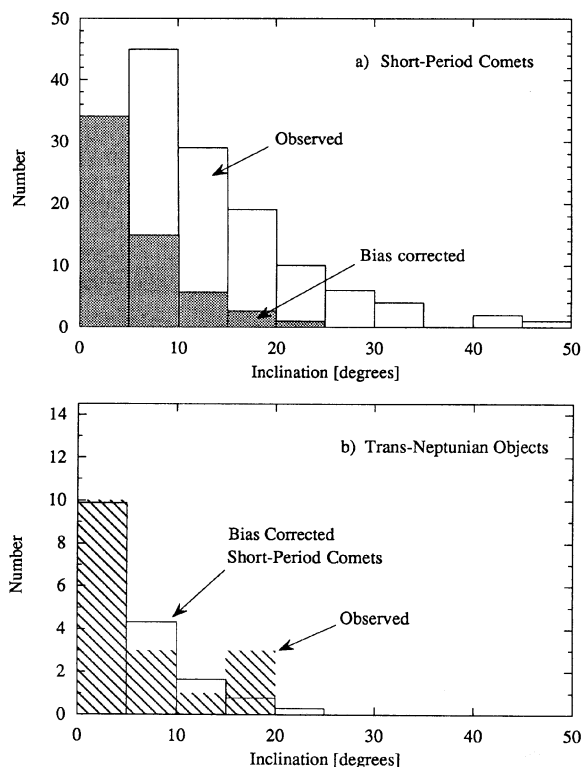 50
a) Short-Period Comets
40
Observed
30
Number
20
Bias corrected
10
0
0 10 20 30 40 50
Inclination [degrees]
14
b) Trans-Neptunian Objects
12
10
Bias Corrected
Short-Period Comets
8
Number
6
Observed
4
2
0
0 10 20 30 40 50
Inclination [degrees]